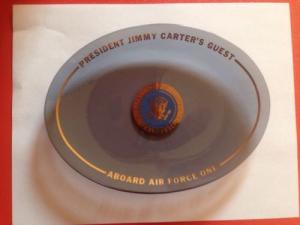 PRESIDENT JIMMY CARTER'S GUEST
ABOARD AIR FORCE ONE